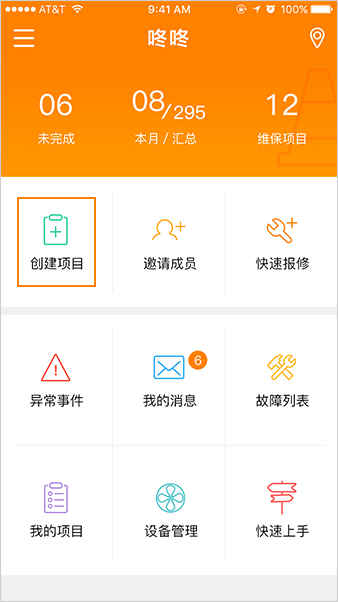 AT&T 9:41 AM 100%
咚咚
06 08/295 12
未完成 本月 / 汇总 维保项目
创建项目 邀请成员 快速报修
6
异常事件 我的消息 故障列表
我的项目 设备管理 快速上手